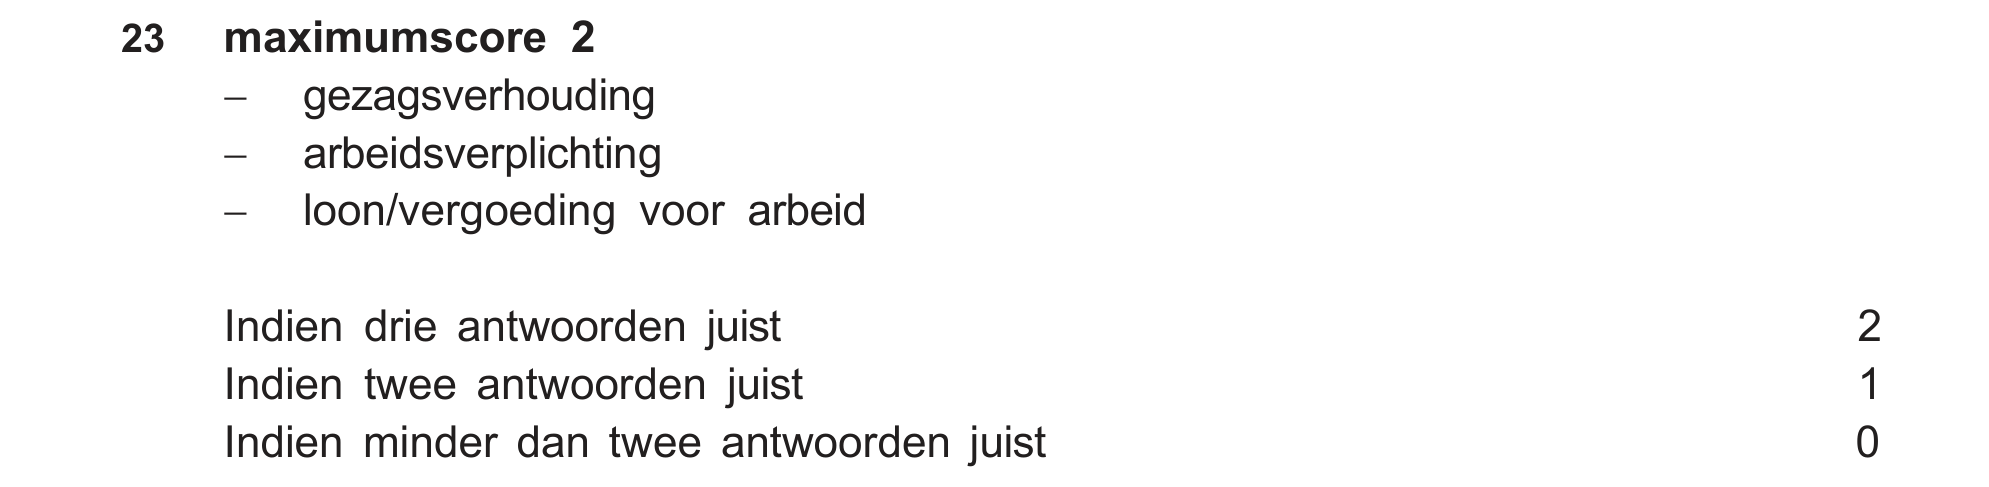 23 maximumscore 2
– gezagsverhouding
– arbeidsverplichting
– loon/vergoeding voor arbeid
Indien drie antwoorden juist 2
Indien twee antwoorden juist 1
Indien minder dan twee antwoorden juist 0